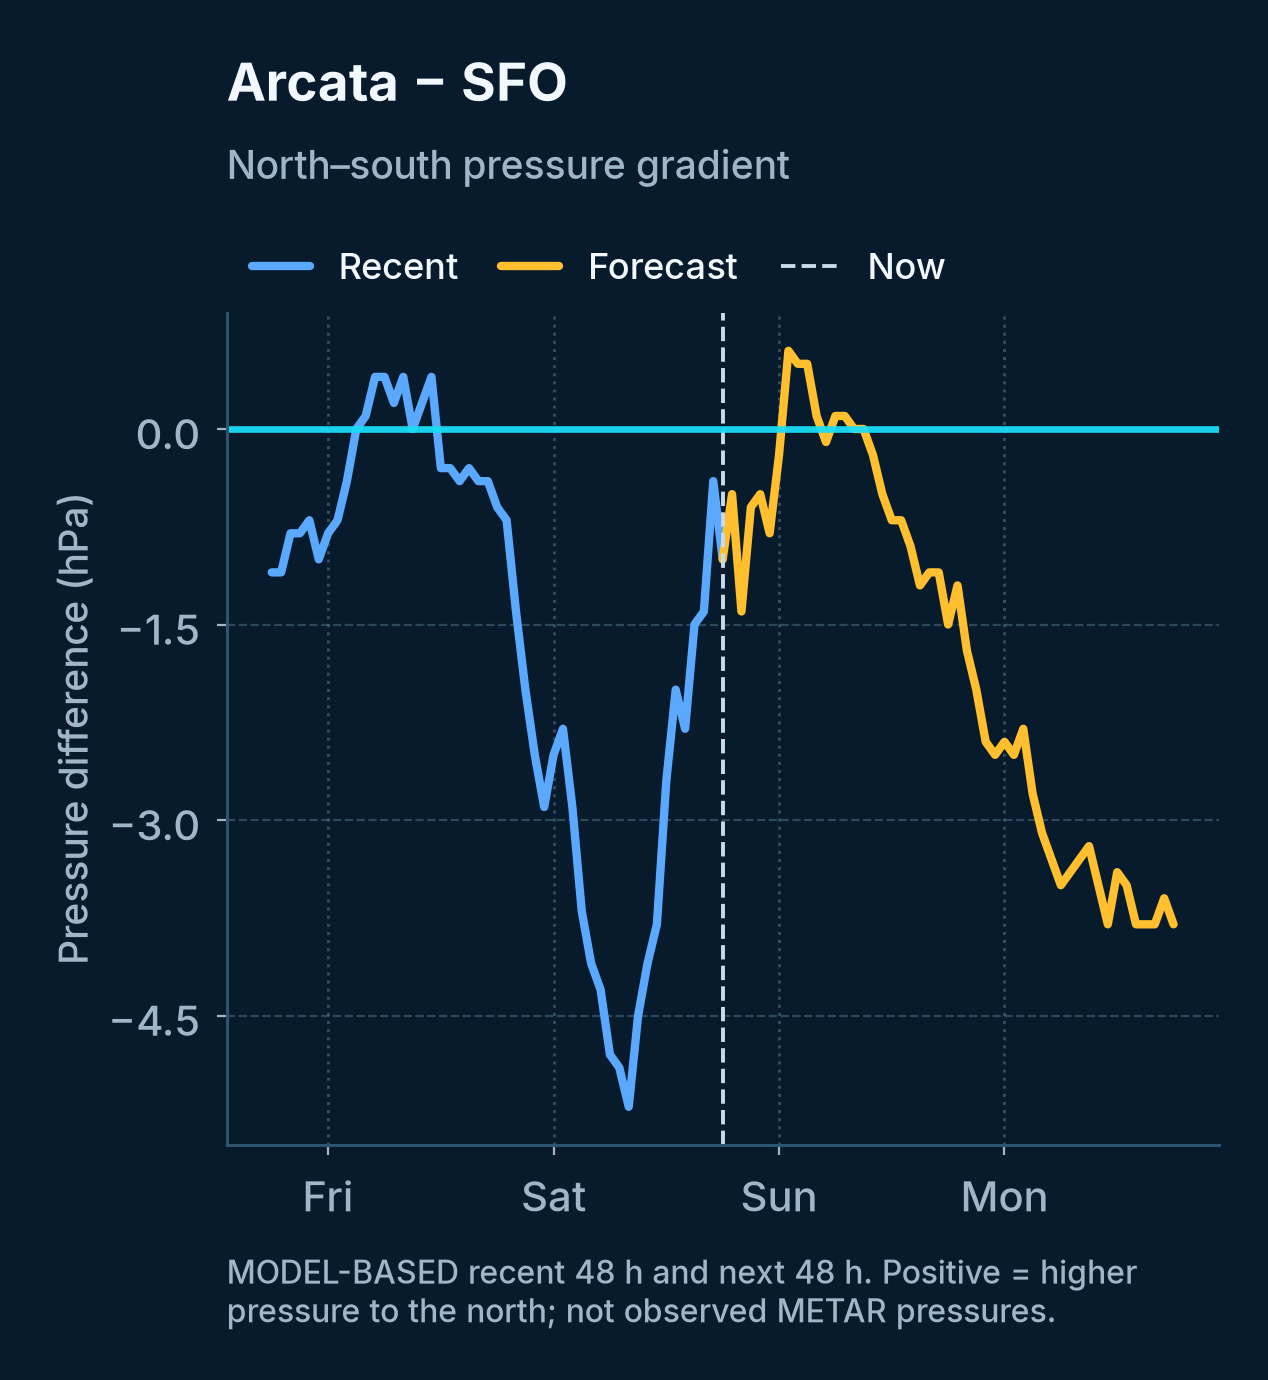 Arcata – SFO
North–south pressure gradient
Recent
Forecast
Now
Pressure difference (hPa)
0.0
−1.5
−3.0
−4.5
Fri
Sat
Sun
Mon
MODEL-BASED recent 48 h and next 48 h. Positive = higher
pressure to the north; not observed METAR pressures.